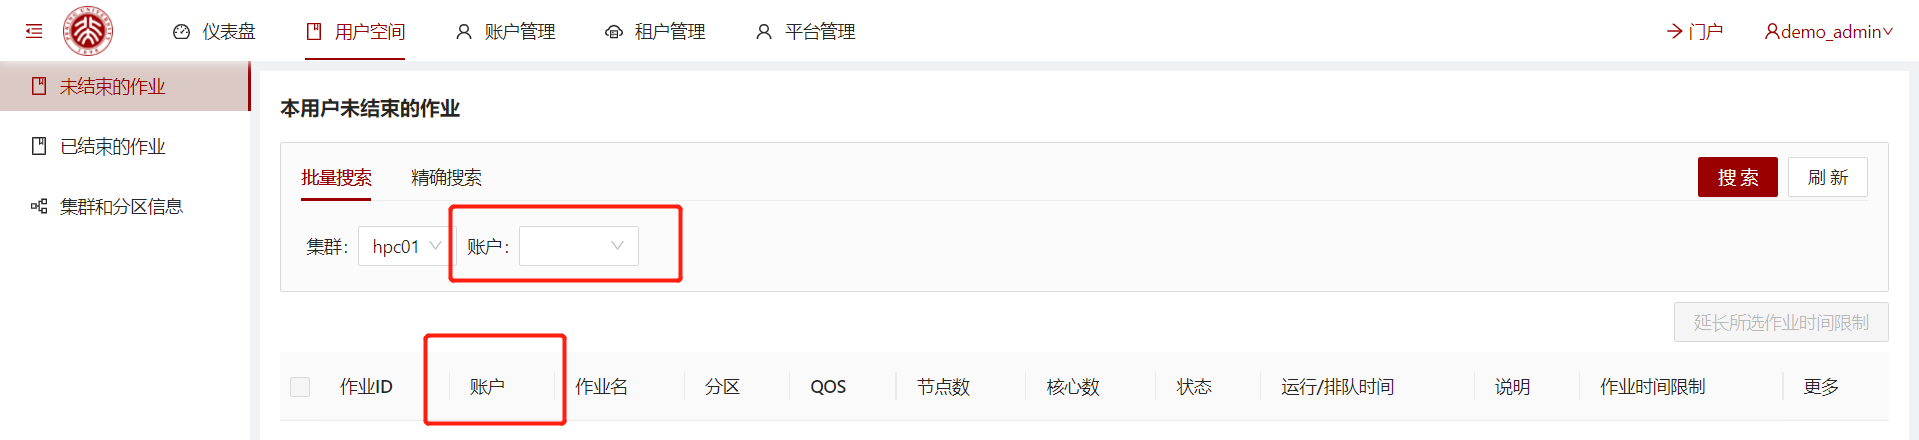 仪表盘 用户空间 账户管理 租户管理 平台管理 门户 demo_admin
未结束的作业
已结束的作业
集群和分区信息
本用户未结束的作业
批量搜索 精确搜索 搜 索 刷 新
集群: hpc01 账户:
延长所选作业时间限制
作业ID 账户 作业名 分区 QOS 节点数 核心数 状态 运行/排队时间 说明 作业时间限制 更多